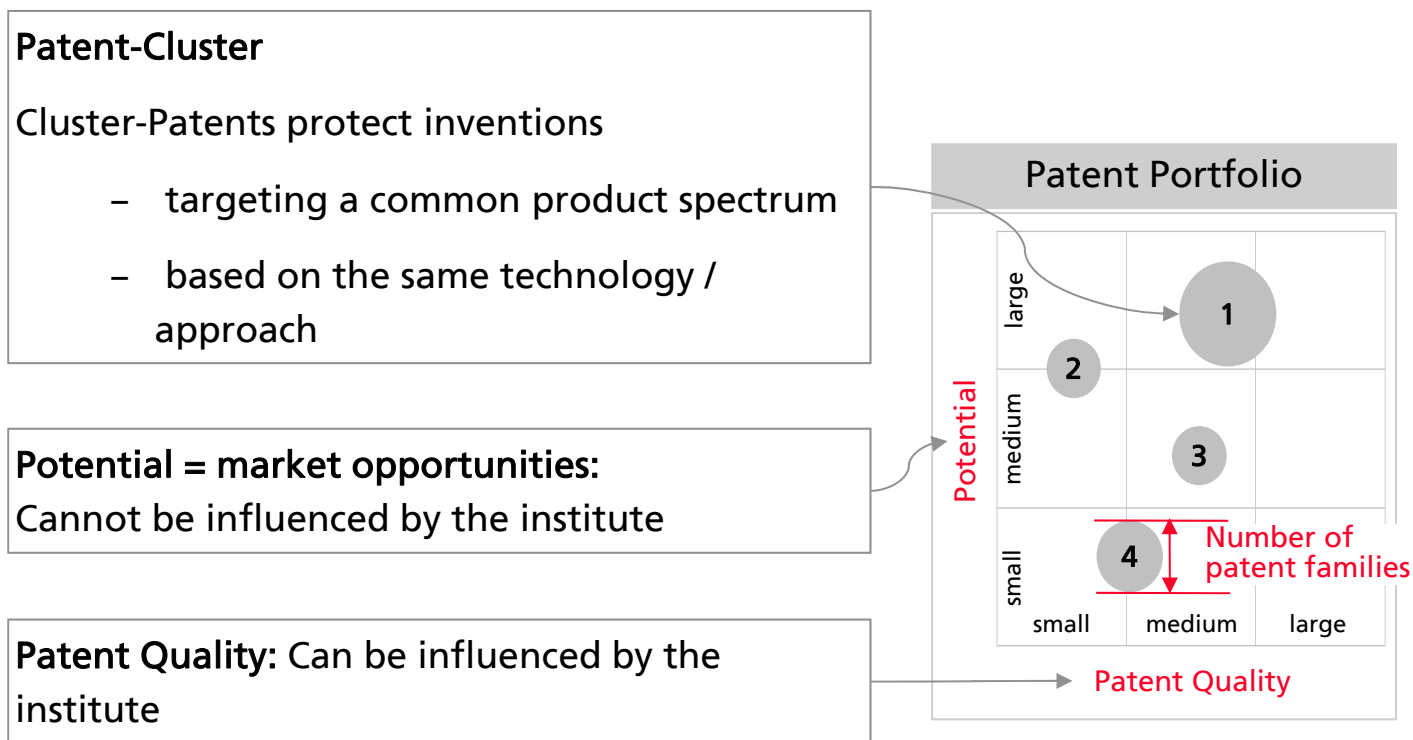 Patent-Cluster
Cluster-Patents protect inventions
– targeting a common product spectrum
– based on the same technology /
approach
Potential = market opportunities:
Cannot be influenced by the institute
Patent Quality: Can be influenced by the
institute
Patent Portfolio
Potential
large
medium
small
1
2
3
4
Number of
patent families
small medium large
Patent Quality